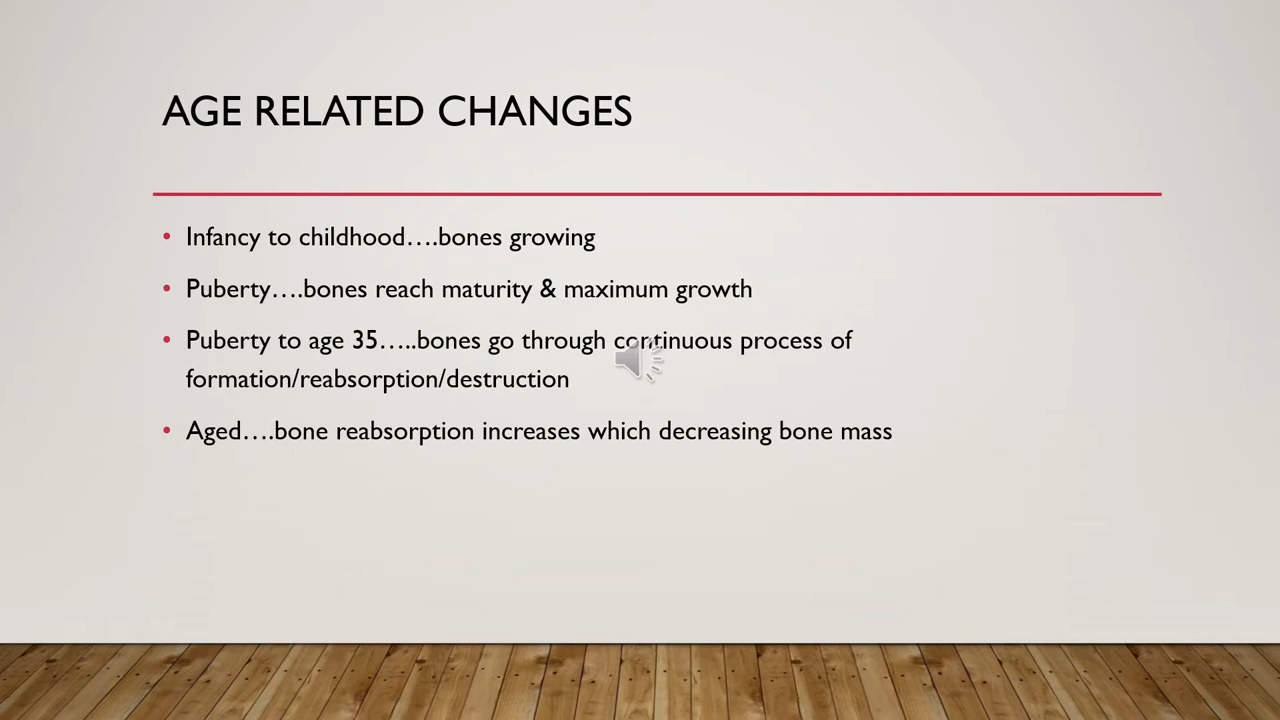 AGE RELATED CHANGES
• Infancy to childhood….bones growing
• Puberty….bones reach maturity & maximum growth
• Puberty to age 35…..bones go through continuous process of
formation/reabsorption/destruction
• Aged….bone reabsorption increases which decreasing bone mass